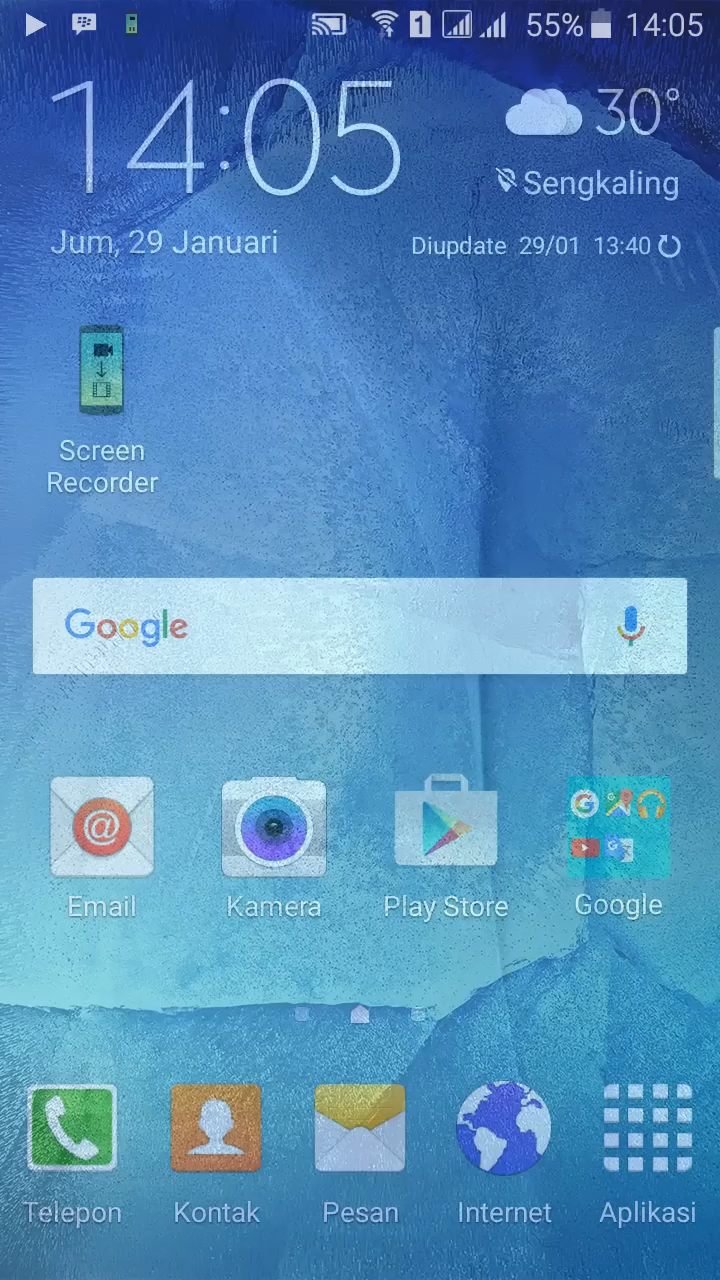 1 55% 14:05
14:05
30°
Sengkaling
Jum, 29 Januari
Diupdate 29/01 13:40
Screen
Recorder
Google
Email
Kamera
Play Store
Google
Telepon
Kontak
Pesan
Internet
Aplikasi